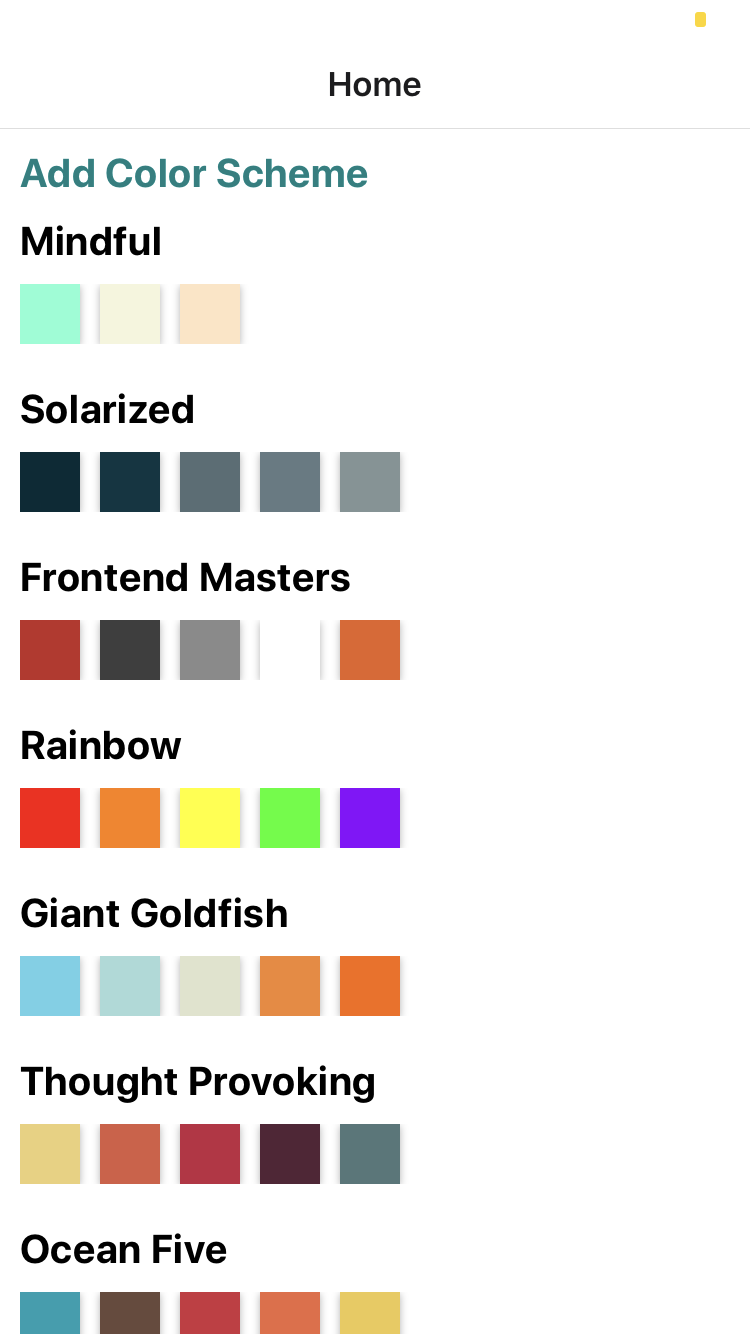 Home
Add Color Scheme
Mindful
Solarized
Frontend Masters
Rainbow
Giant Goldfish
Thought Provoking
Ocean Five